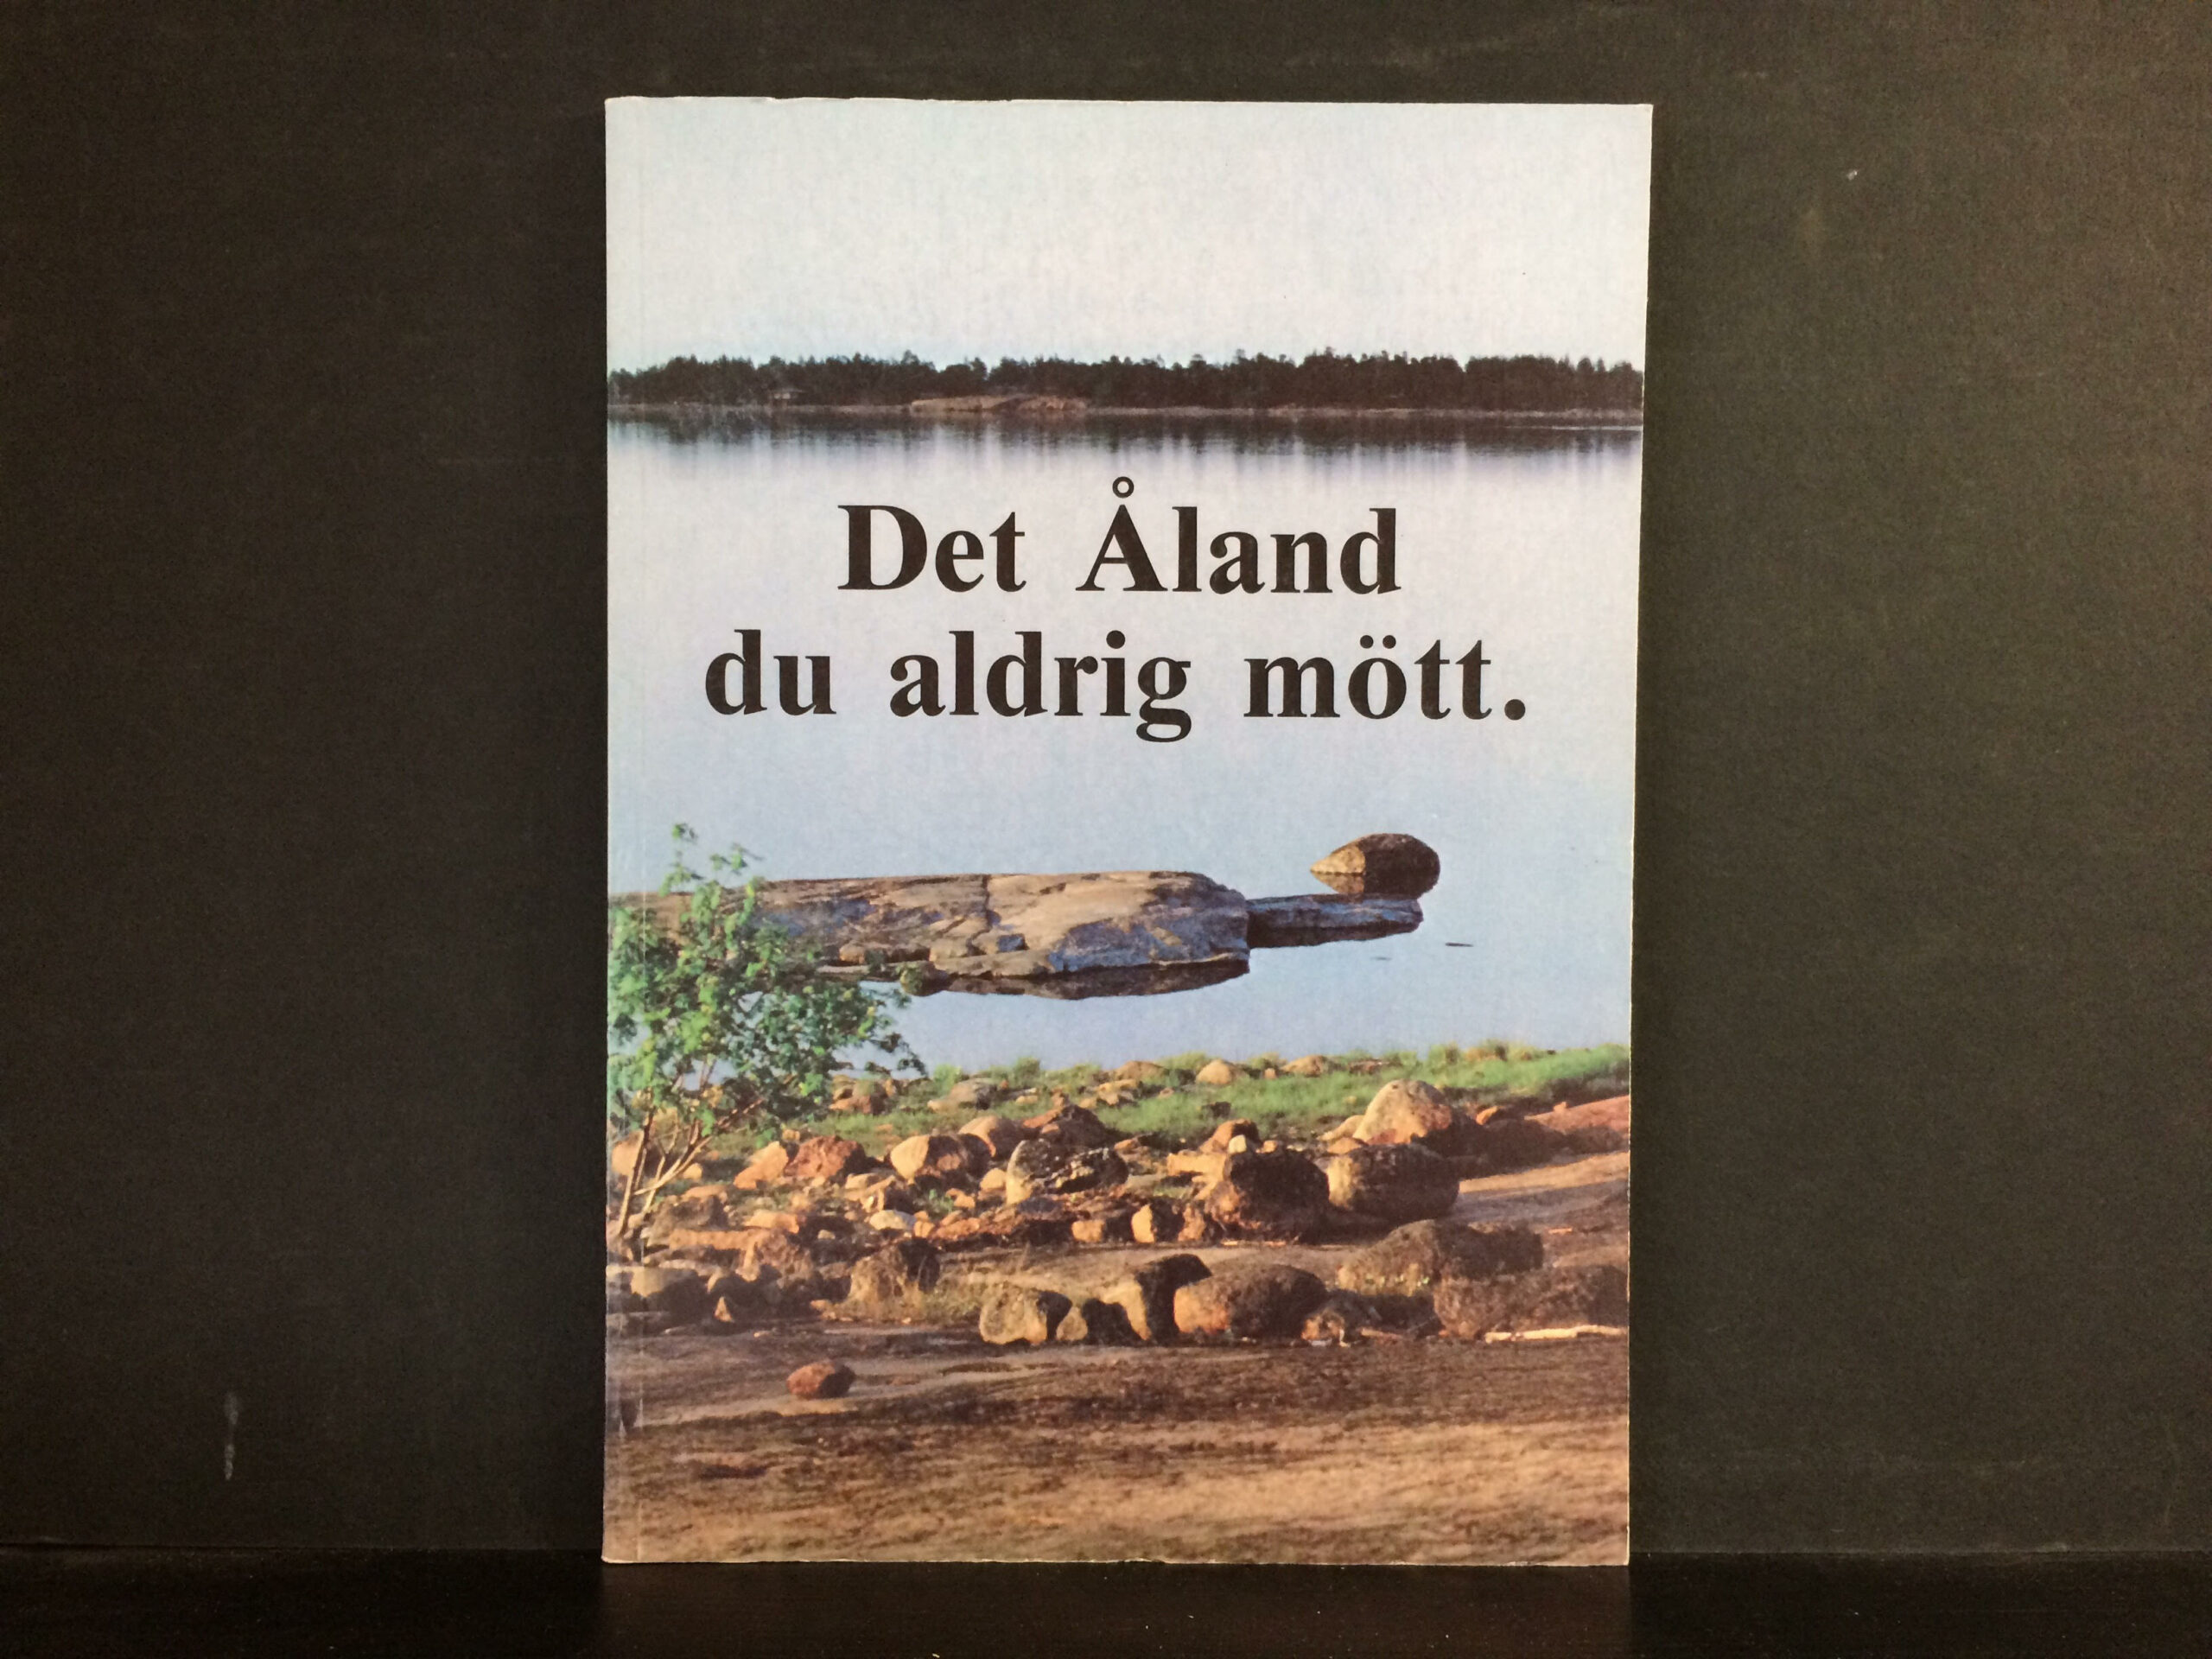 Det Åland
du aldrig mött.